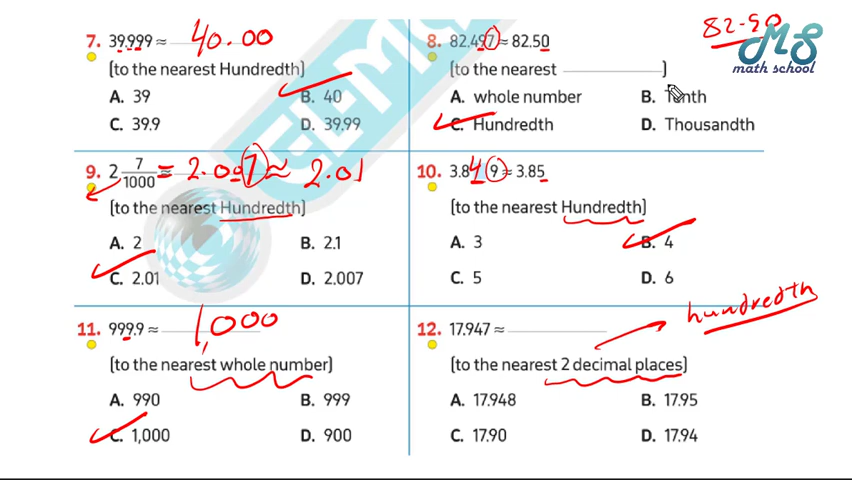 7. 39.999 ≈ 40.00
(to the nearest Hundredth)
A. 39 B. 40
C. 39.9 D. 39.99
8. 82.497 ≈ 82.50
82.50
(to the nearest )
A. whole number B. Tenth
C. Hundredth D. Thousandth
MS
math school
9. 2 7/1000 = 2.007 ≈ 2.01
(to the nearest Hundredth)
A. 2 B. 2.1
C. 2.01 D. 2.007
10. 3.84 9 ≈ 3.85
(to the nearest Hundredth)
A. 3 B. 4
C. 5 D. 6
11. 999.9 ≈ 1,000
(to the nearest whole number)
A. 990 B. 999
C. 1,000 D. 900
hundredth
12. 17.947 ≈
(to the nearest 2 decimal places)
A. 17.948 B. 17.95
C. 17.90 D. 17.94